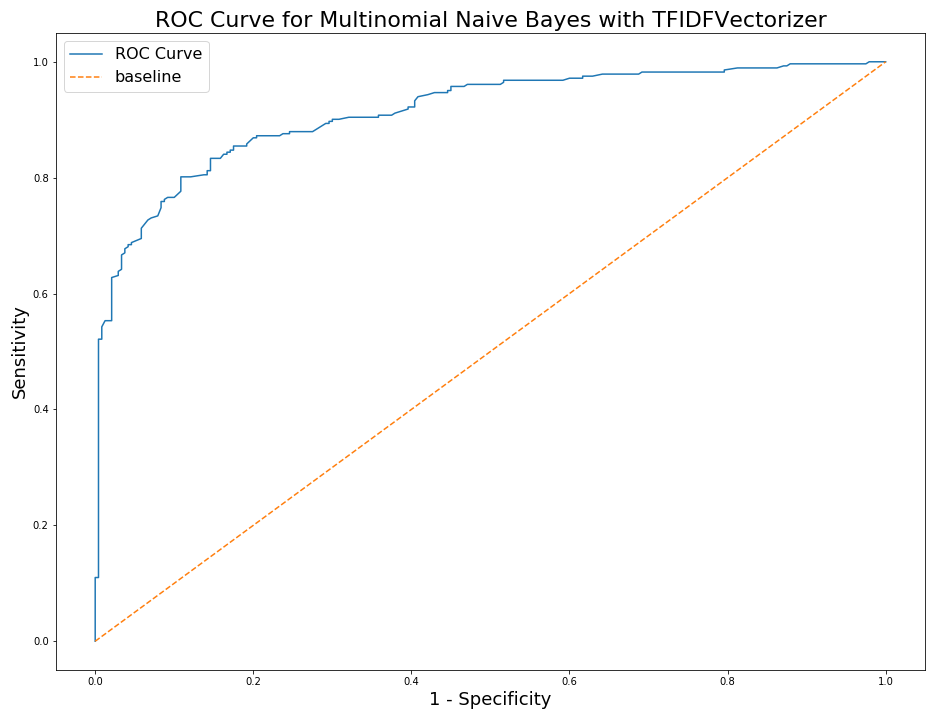 ROC Curve for Multinomial Naive Bayes with TFIDFVectorizer
ROC Curve
baseline
1.0
0.8
0.6
0.4
0.2
0.0
Sensitivity
0.0 0.2 0.4 0.6 0.8 1.0
1 - Specificity